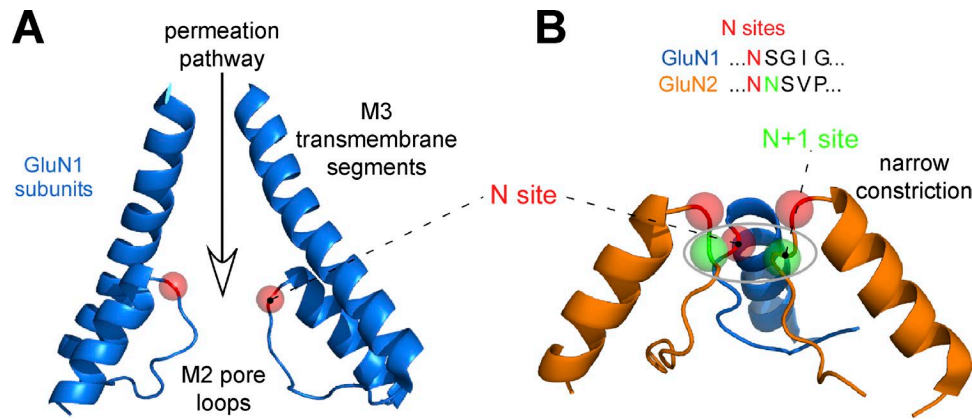 A
permeation
pathway
M3
transmembrane
segments
GluN1
subunits
N site
M2 pore
loops
B
N sites
GluN1 ...NSGIG...
GluN2 ...NNSVP...
N+1 site
narrow
constriction